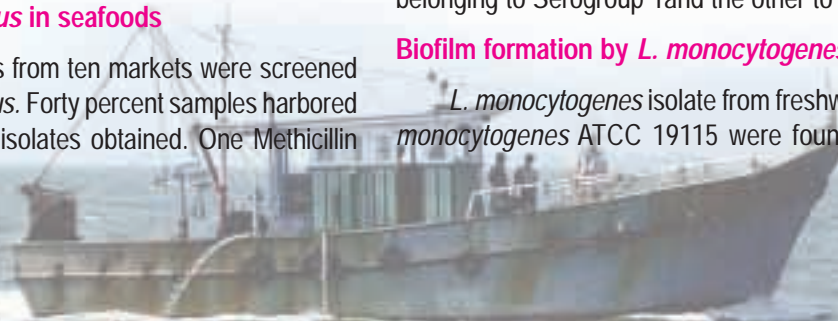 us in seafoods
s from ten markets were screened
us. Forty percent samples harbored
isolates obtained. One Methicillin
belonging to Serogroup 1and the other to
Biofilm formation by L. monocytogenes
L. monocytogenes isolate from freshw
monocytogenes ATCC 19115 were foun